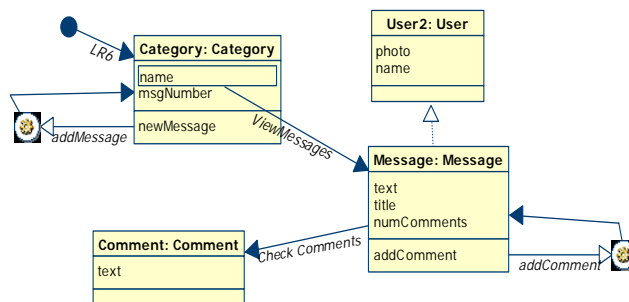 User2: User
photo
name
LR6
Category: Category
name
msgNumber
newMessage
addMessage
ViewMessages
Message: Message
text
title
numComments
addComment
addComment
Check Comments
Comment: Comment
text